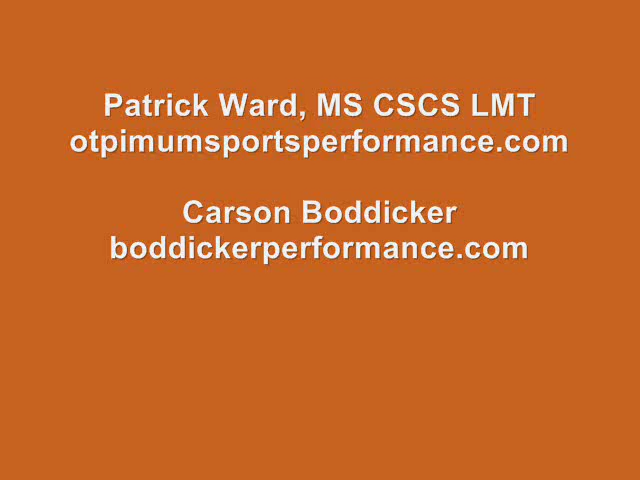 Patrick Ward, MS CSCS LMT
otpimumsportsperformance.com
Carson Boddicker
boddickerperformance.com